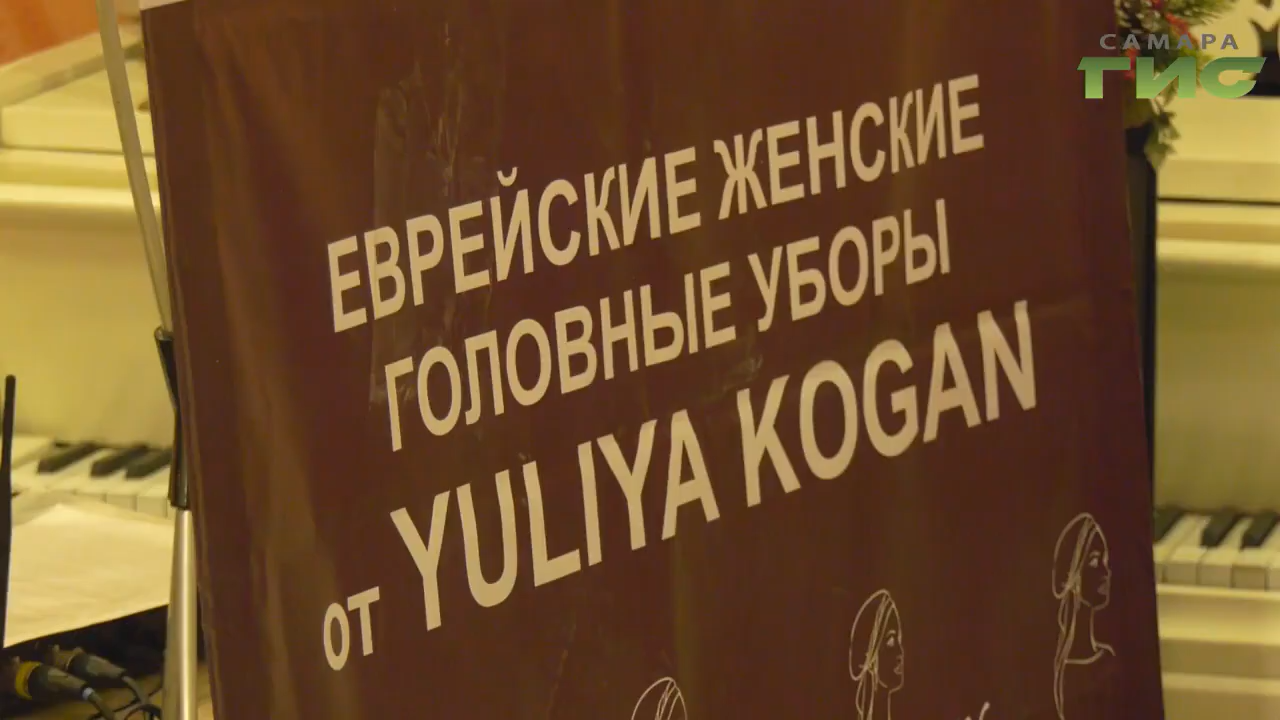 САМАРА
ГИС
ЕВРЕЙСКИЕ ЖЕНСКИЕ
ГОЛОВНЫЕ УБОРЫ
от YULIYA KOGAN